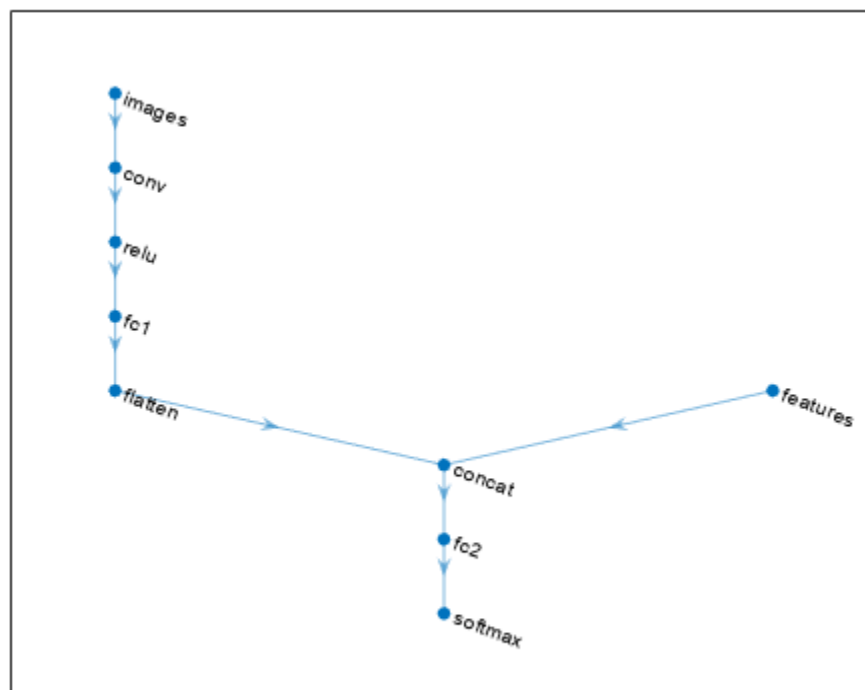 images
conv
relu
fc1
flatten
features
concat
fc2
softmax